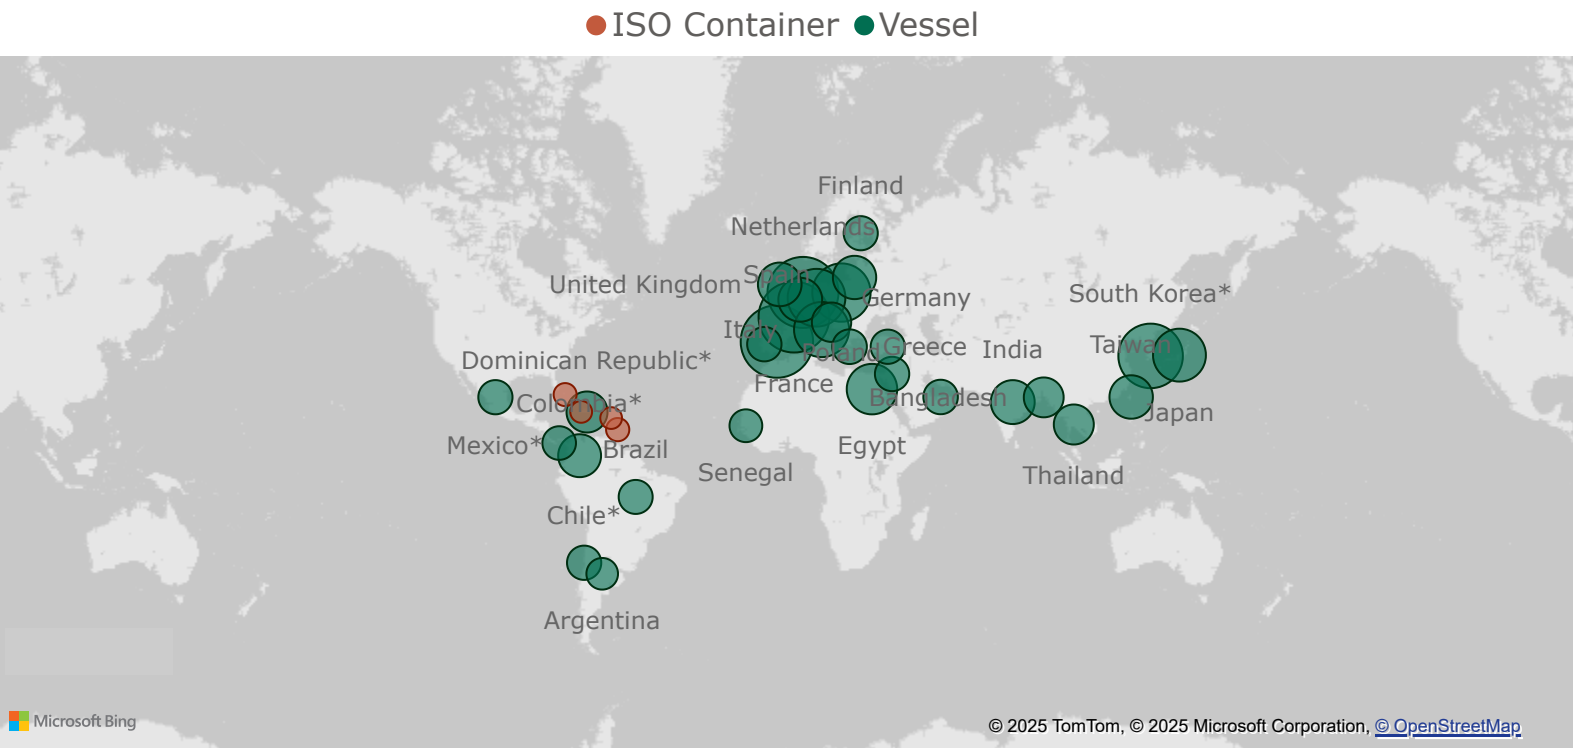 ISO Container Vessel
Finland
Netherlands
Spain
United Kingdom
Germany
South Korea*
Italy
Taiwan
Poland
Greece
India
Dominican Republic*
France
Bangladesh
Colombia*
Japan
Mexico*
Brazil
Egypt
Senegal
Thailand
Chile*
Argentina
Microsoft Bing
© 2025 TomTom, © 2025 Microsoft Corporation, © OpenStreetMap